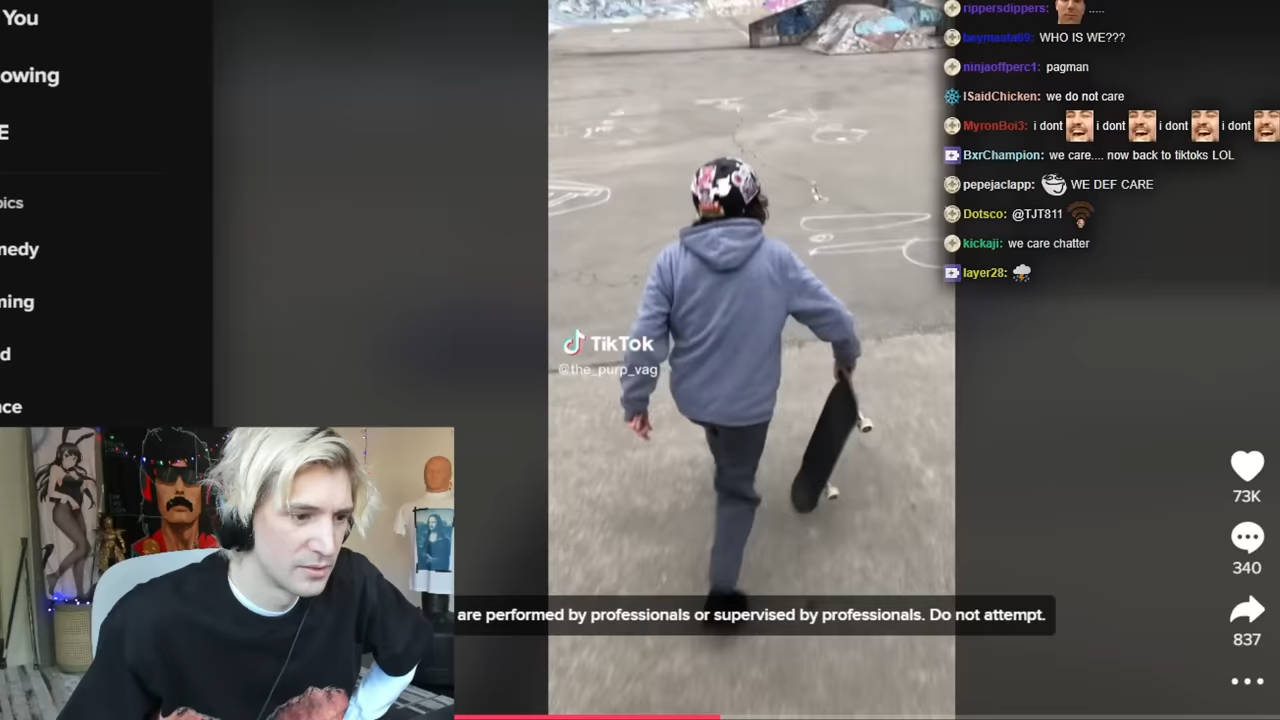 You
owing
E
pics
medy
ming
d
nce
TikTok
@the_purp_vag
are performed by professionals or supervised by professionals. Do not attempt.
rippersdippers: .....
beymasta69: WHO IS WE???
ninjaoffperc1: pagman
ISaidChicken: we do not care
MyronBoi3: i dont i dont i dont i dont
BxrChampion: we care.... now back to tiktoks LOL
pepejaclapp: WE DEF CARE
Dotsco: @TJT811
kickaji: we care chatter
layer28:
73K
340
837